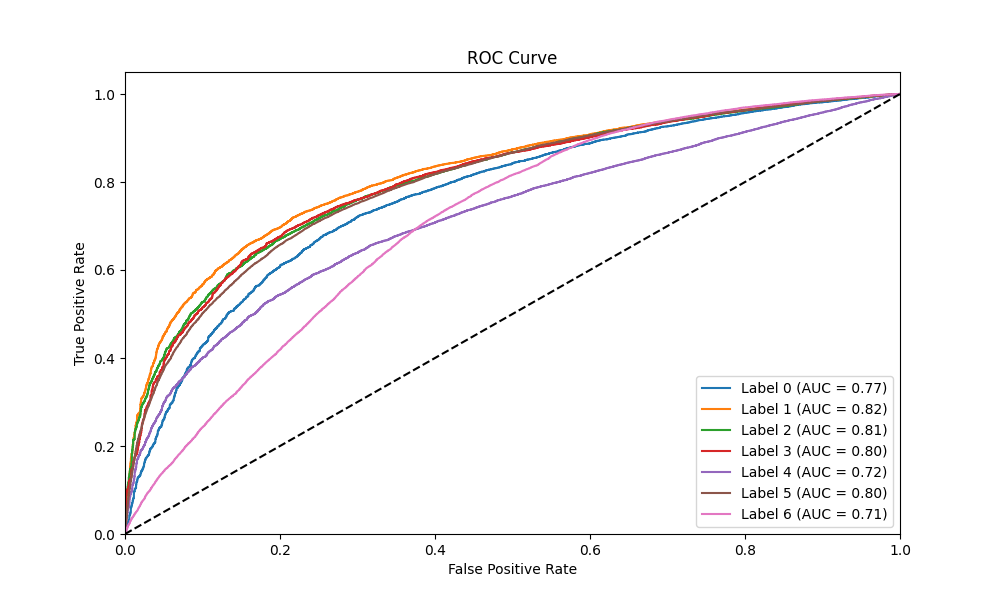 ROC Curve
True Positive Rate
1.0
0.8
0.6
0.4
0.2
0.0
0.0 0.2 0.4 0.6 0.8 1.0
False Positive Rate
Label 0 (AUC = 0.77)
Label 1 (AUC = 0.82)
Label 2 (AUC = 0.81)
Label 3 (AUC = 0.80)
Label 4 (AUC = 0.72)
Label 5 (AUC = 0.80)
Label 6 (AUC = 0.71)